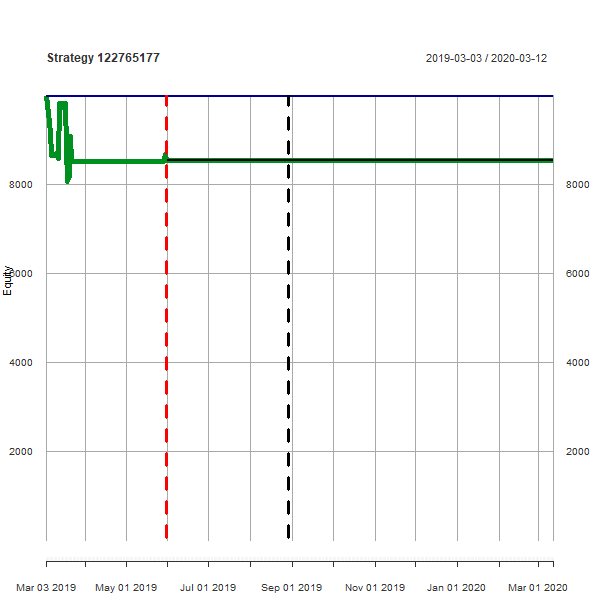 Strategy 122765177
2019-03-03 / 2020-03-12
8000
8000
Equity
6000
6000
4000
4000
2000
2000
Mar 03 2019
May 01 2019
Jul 01 2019
Sep 01 2019
Nov 01 2019
Jan 01 2020
Mar 01 2020